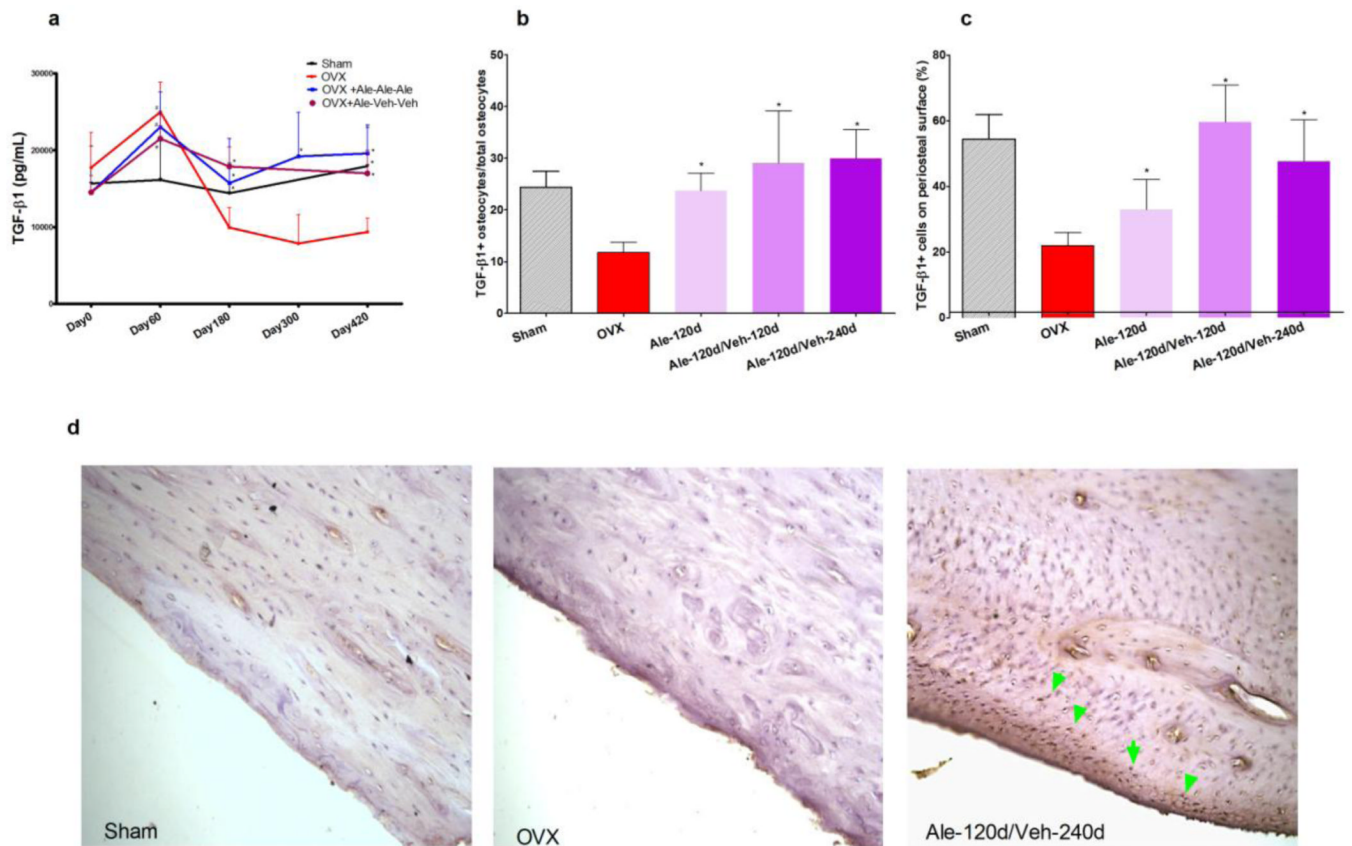 a
TGF-β1 (pg/mL)
30000
20000
10000
0
Day0
Day60
Day180
Day300
Day420
Sham
OVX
OVX +Ale-Ale-Ale
OVX+Ale-Veh-Veh
b
TGF-β1+ osteocytes/total osteocytes
50
40
30
20
10
0
Sham
OVX
Ale-120d
Ale-120d/Veh-120d
Ale-120d/Veh-240d
c
TGF-β1+ cells on periosteal surface (%)
80
60
40
20
0
Sham
OVX
Ale-120d
Ale-120d/Veh-120d
Ale-120d/Veh-240d
d
Sham
OVX
Ale-120d/Veh-240d